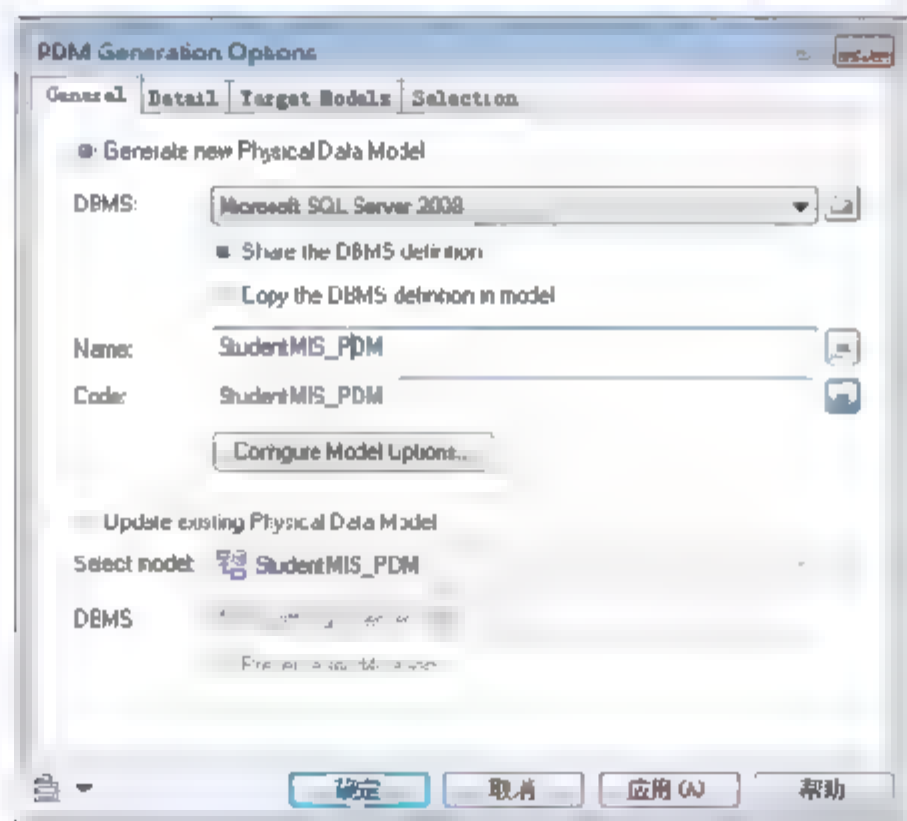 PDM Generation Options
General Detail Target Models Selection
Generate new Physical Data Model
DBMS: Microsoft SQL Server 2008
Share the DBMS definition
Copy the DBMS definition in model
Name: StudentMIS_PDM
Code: StudentMIS_PDM
Configure Model Options...
Update existing Physical Data Model
Select model: StudentMIS_PDM
DBMS
确定 取消 应用(A) 帮助